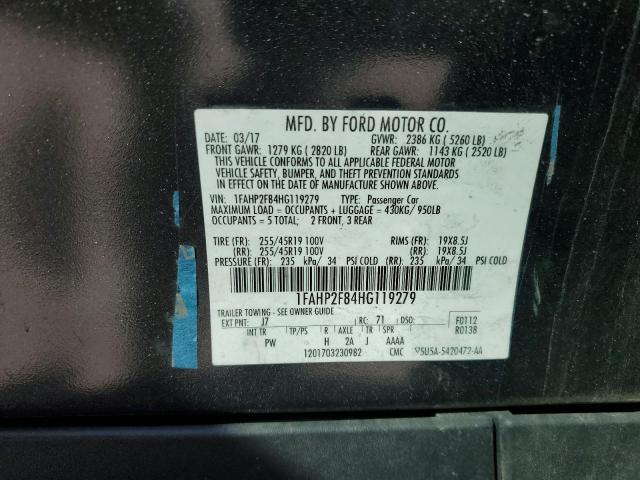 MFD. BY FORD MOTOR CO.
DATE: 03/17 GVWR: 2386 KG ( 5260 LB)
FRONT GAWR: 1279 KG ( 2820 LB) REAR GAWR: 1143 KG ( 2520 LB)
THIS VEHICLE CONFORMS TO ALL APPLICABLE FEDERAL MOTOR
VEHICLE SAFETY, BUMPER, AND THEFT PREVENTION STANDARDS
IN EFFECT ON THE DATE OF MANUFACTURE SHOWN ABOVE.
VIN: 1FAHP2F84HG119279 TYPE: Passenger Car
MAXIMUM LOAD = OCCUPANTS + LUGGAGE = 430KG/ 950LB
OCCUPANTS = 5 TOTAL; 2 FRONT, 3 REAR
TIRE (FR): 255/45R19 100V RIMS (FR): 19X8.5J
(RR): 255/45R19 100V (RR): 19X8.5J
PRESSURE (FR): 235 kPa/ 34 PSI COLD (RR): 235 kPa/ 34 PSI COLD
1FAHP2F84HG119279
TRAILER TOWING - SEE OWNER GUIDE
EXT PNT: J7 RC: 71 DSO: F0112
INT TR TP/PS R AXLE TR SPR R0138
PW H 2A J AAAA
1201703230982 CMC 5U5A-5420472-AA